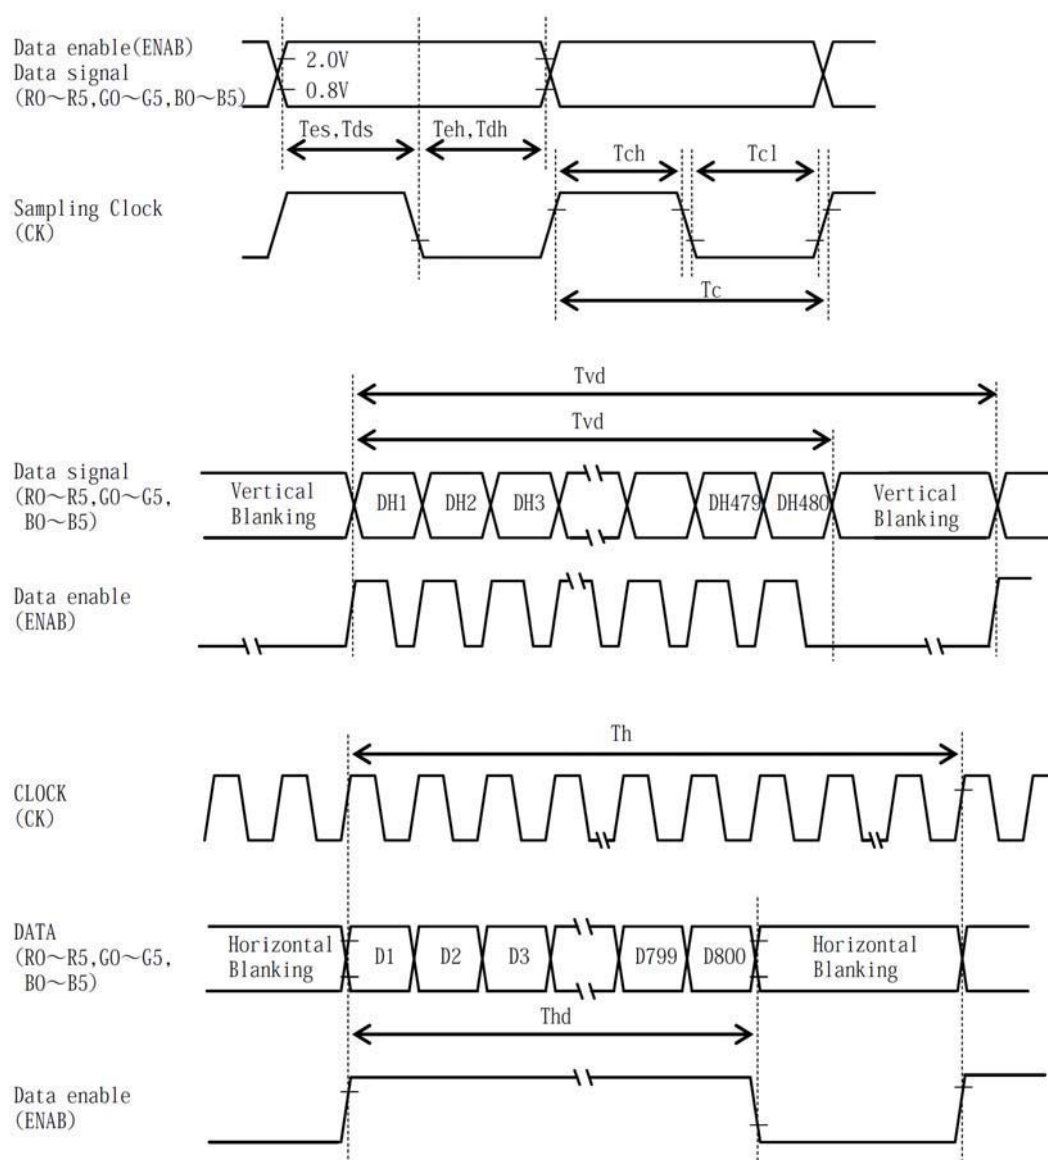 Data enable(ENAB)
Data signal
(R0～R5,G0～G5,B0～B5)
2.0V
0.8V
Tes,Tds
Teh,Tdh
Tch
Tcl
Sampling Clock
(CK)
Tc
Tvd
Tvd
Data signal
(R0～R5,G0～G5,
B0～B5)
Vertical
Blanking
DH1
DH2
DH3
DH479
DH480
Vertical
Blanking
Data enable
(ENAB)
Th
CLOCK
(CK)
DATA
(R0～R5,G0～G5,
B0～B5)
Horizontal
Blanking
D1
D2
D3
D799
D800
Horizontal
Blanking
Thd
Data enable
(ENAB)